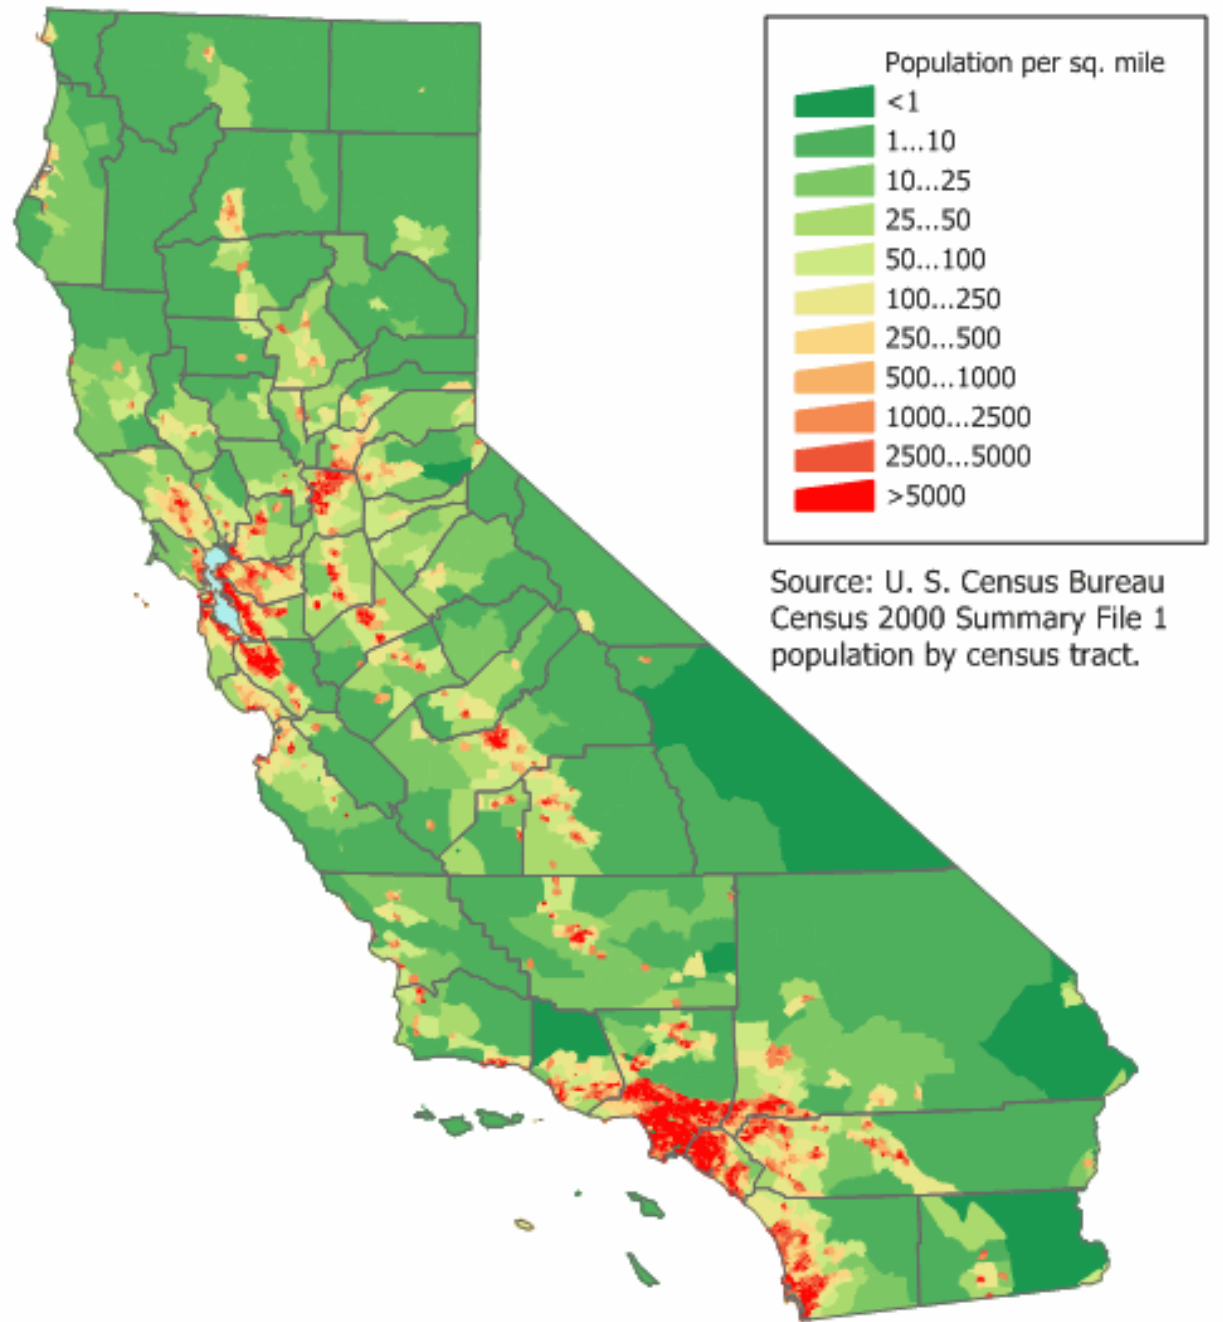 Population per sq. mile
<1
1...10
10...25
25...50
50...100
100...250
250...500
500...1000
1000...2500
2500...5000
>5000
Source: U. S. Census Bureau
Census 2000 Summary File 1
population by census tract.